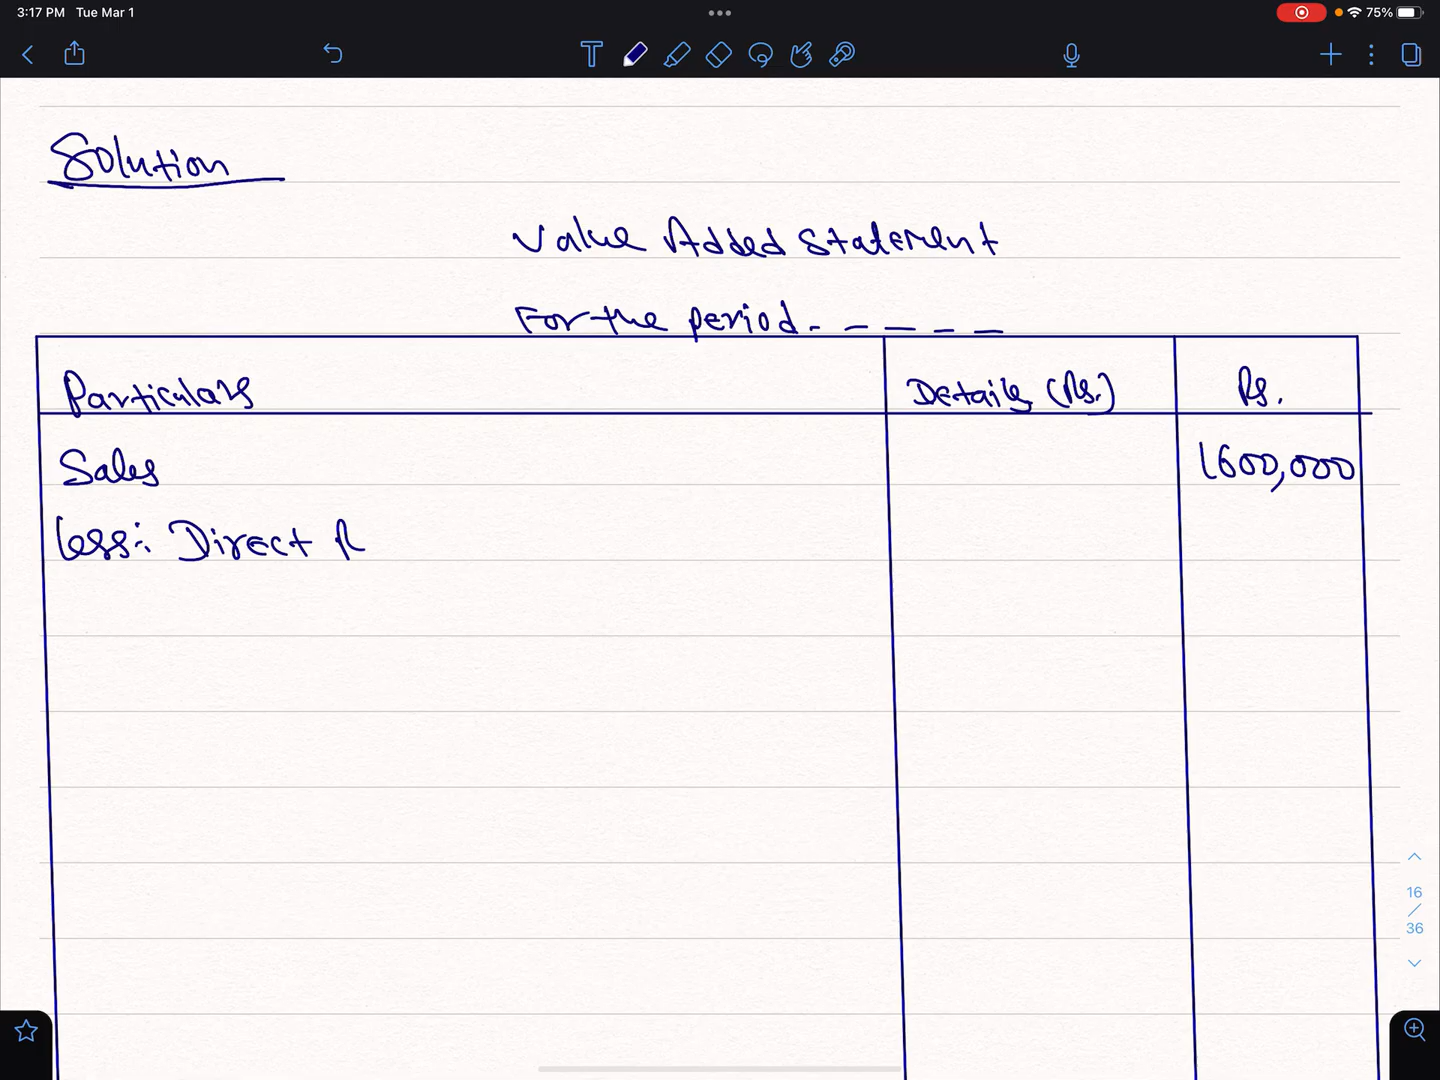 3:17 PM Tue Mar 1
75%
Solution
Value Added Statement
For the period - - - - -
Particulars Details (Rs.) Rs.
Sales 1600,000
Less: Direct R
16
36